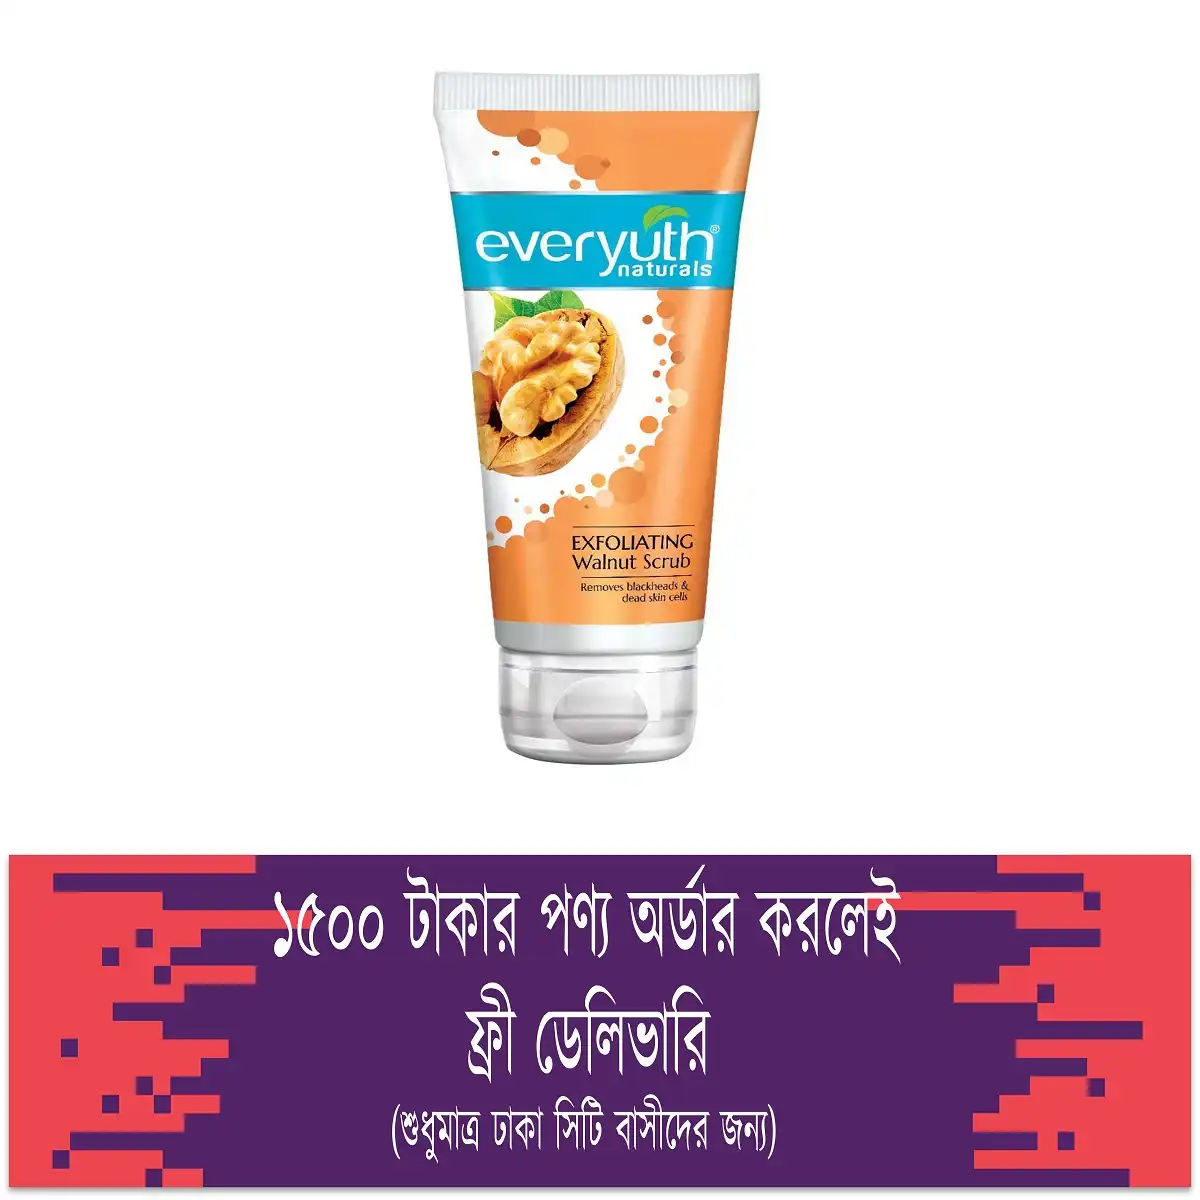 everyuth®
naturals
EXFOLIATING
Walnut Scrub
Removes blackheads &
dead skin cells
১৫০০ টাকার পণ্য অর্ডার করলেই
ফ্রী ডেলিভারি
(শুধুমাত্র ঢাকা সিটি বাসীদের জন্য)